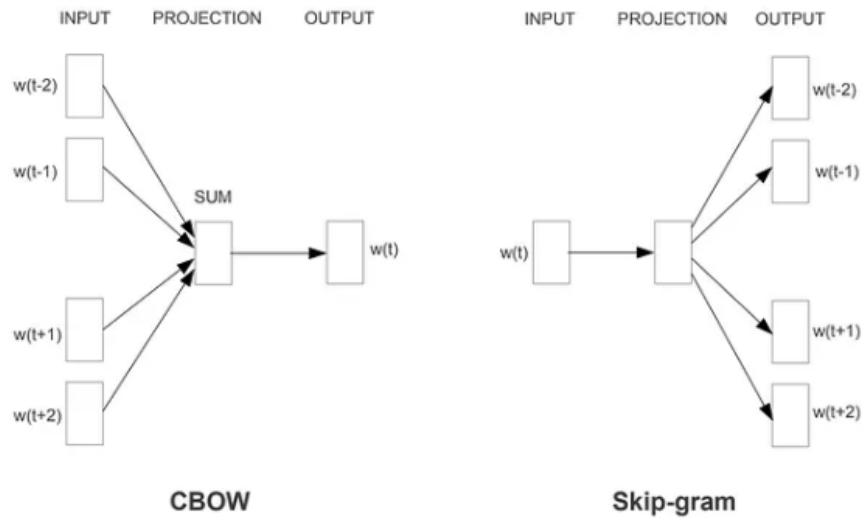 INPUT PROJECTION OUTPUT
w(t-2)
w(t-1)
SUM
w(t)
w(t+1)
w(t+2)
CBOW
INPUT PROJECTION OUTPUT
w(t-2)
w(t-1)
w(t)
w(t+1)
w(t+2)
Skip-gram